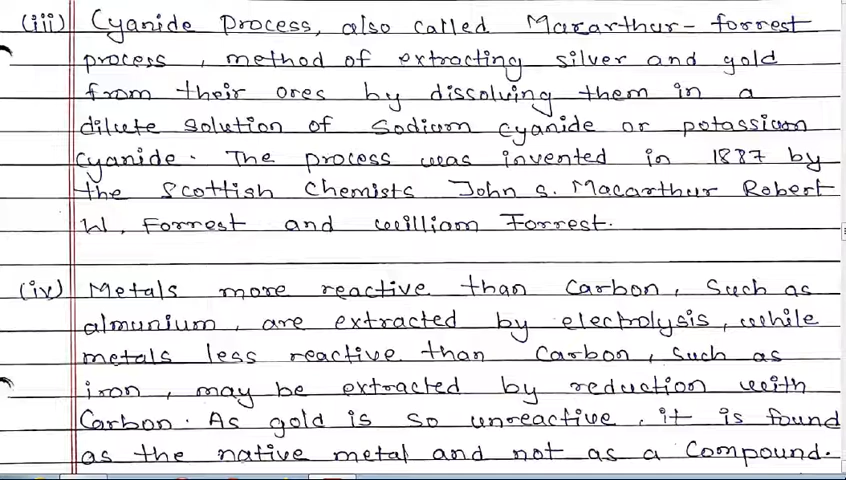 (iii) Cyanide process, also called Macarthur-forrest
process, method of extracting silver and gold
from their ores by dissolving them in a
dilute solution of sodium cyanide or potassium
cyanide. The process was invented in 1887 by
the Scottish chemists John S. Macarthur Robert
W, Forrest and William Forrest.
(iv) Metals more reactive than Carbon, Such as
almunium, are extracted by electrolysis, while
metals less reactive than Carbon, such as
iron, may be extracted by reduction with
Carbon. As gold is so unreactive, it is found
as the native metal and not as a Compound.